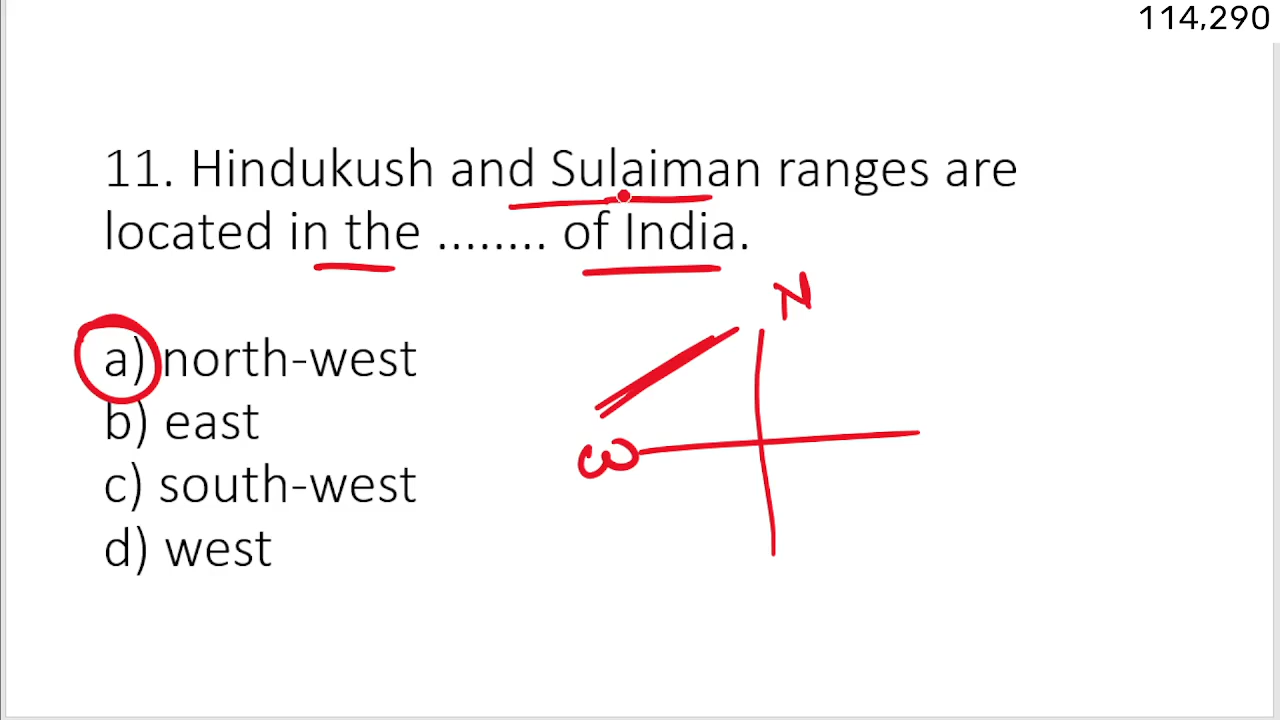 114,290
11. Hindukush and Sulaiman ranges are
located in the ........ of India.
a) north-west
b) east
c) south-west
d) west
N
W